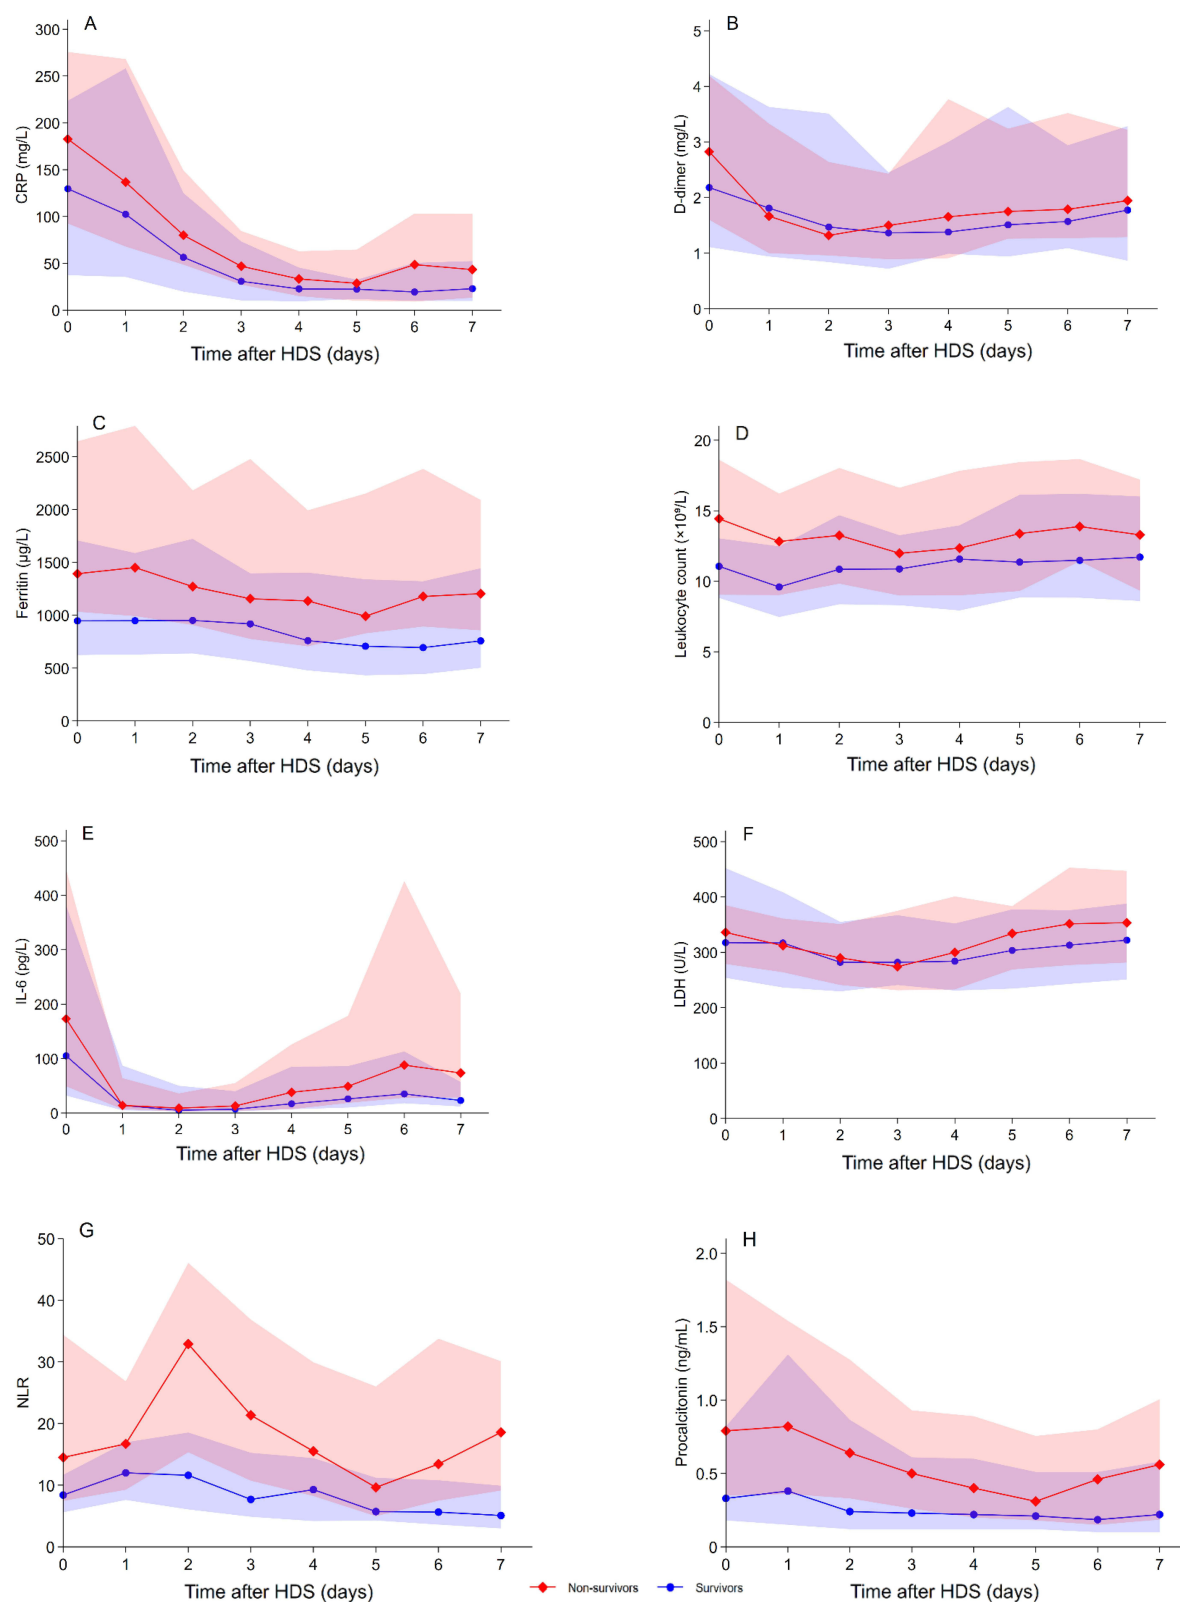 A
CRP (mg/L)
300
250
200
150
100
50
0
0 1 2 3 4 5 6 7
Time after HDS (days)
B
D-dimer (mg/L)
5
4
3
2
1
0
0 1 2 3 4 5 6 7
Time after HDS (days)
C
Ferritin (µg/L)
2500
2000
1500
1000
500
0
0 1 2 3 4 5 6 7
Time after HDS (days)
D
Leukocyte count (×10⁹/L)
20
15
10
5
0
0 1 2 3 4 5 6 7
Time after HDS (days)
E
IL-6 (pg/L)
500
400
300
200
100
0
0 1 2 3 4 5 6 7
Time after HDS (days)
F
LDH (U/L)
500
400
300
200
100
0
0 1 2 3 4 5 6 7
Time after HDS (days)
G
NLR
50
40
30
20
10
0
0 1 2 3 4 5 6 7
Time after HDS (days)
H
Procalcitonin (ng/mL)
2.0
1.5
1.0
0.5
0
0 1 2 3 4 5 6 7
Time after HDS (days)
Non-survivors Survivors